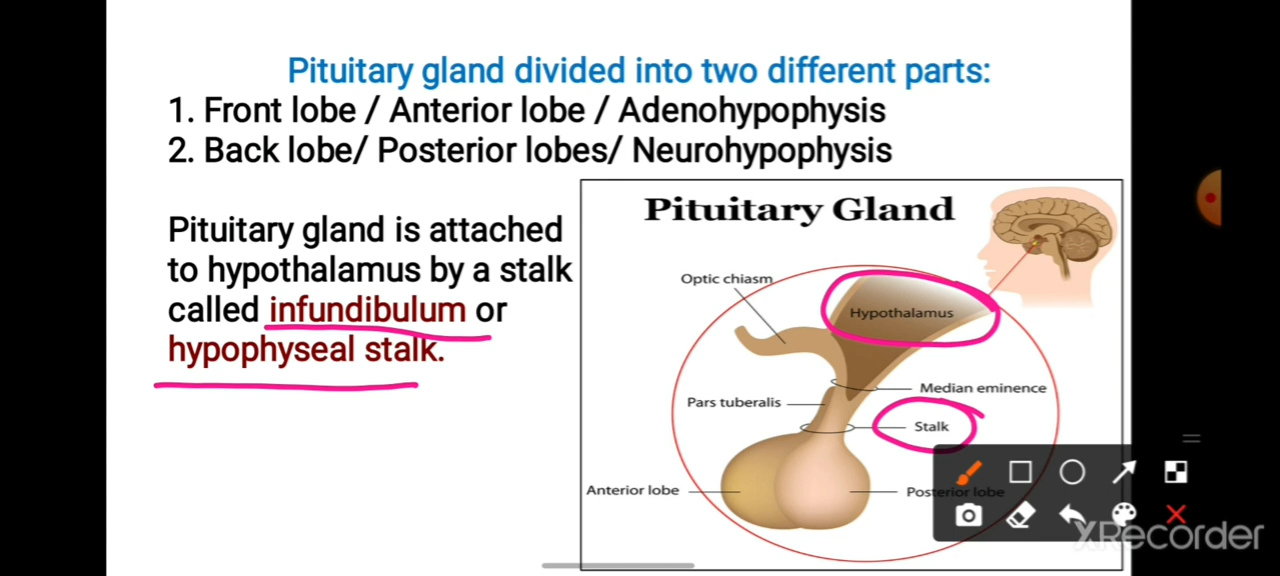 Pituitary gland divided into two different parts:
1. Front lobe / Anterior lobe / Adenohypophysis
2. Back lobe/ Posterior lobes/ Neurohypophysis
Pituitary gland is attached
to hypothalamus by a stalk
called infundibulum or
hypophyseal stalk.
Pituitary Gland
Optic chiasm
Hypothalamus
Median eminence
Pars tuberalis
Stalk
Anterior lobe
Posterior lobe
XRecorder